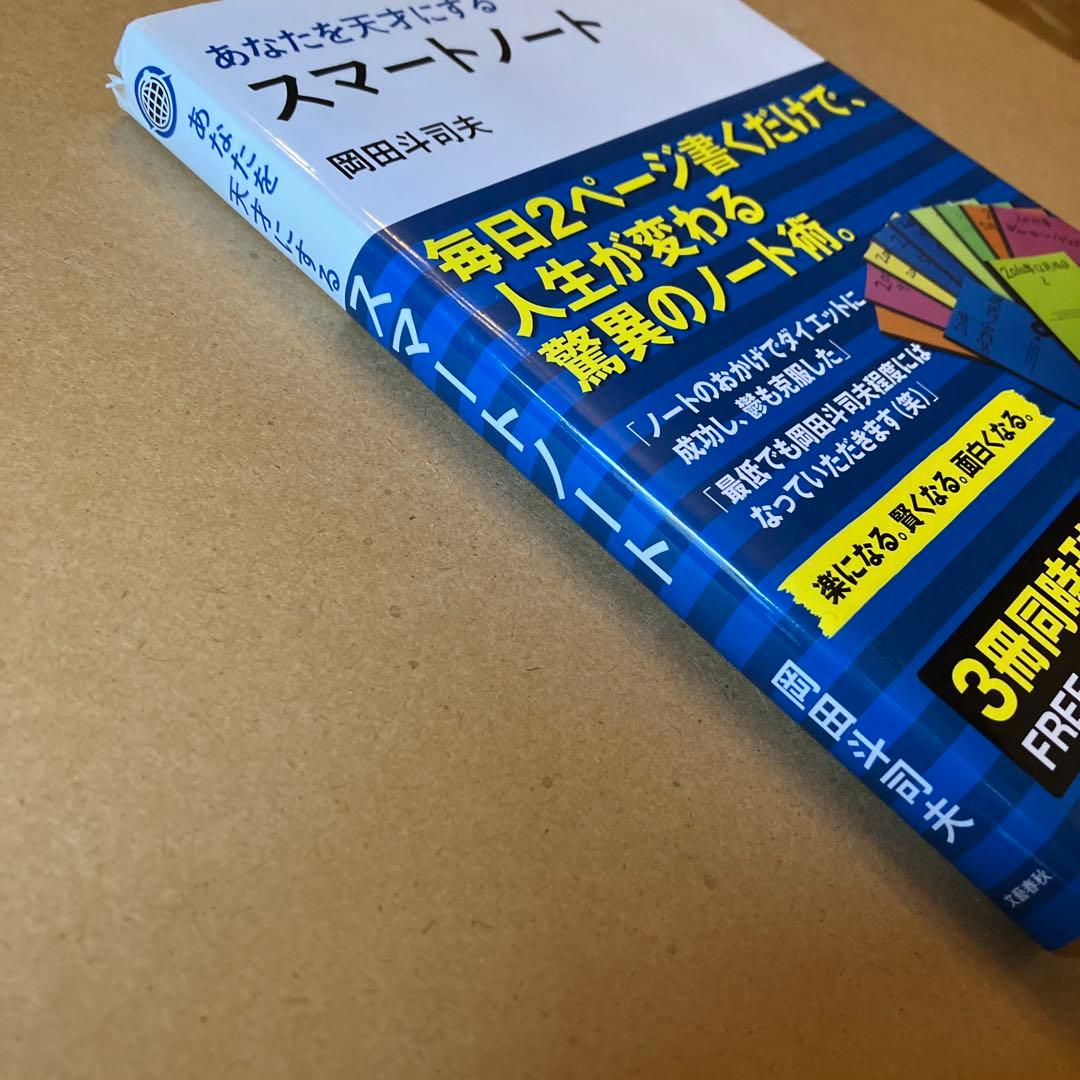 あなたを天才にする
スマートノート
岡田斗司夫
毎日2ページ書くだけで、
人生が変わる
驚異のノート術。
「ノートのおかげでダイエットに
成功し、鬱も克服した」
「最低でも岡田斗司夫程度には
なっていただきます(笑)」
楽になる。賢くなる。面白くなる。
3冊同時
FREE
あなたを
天才にする
スマートノート
岡田斗司夫
文藝春秋